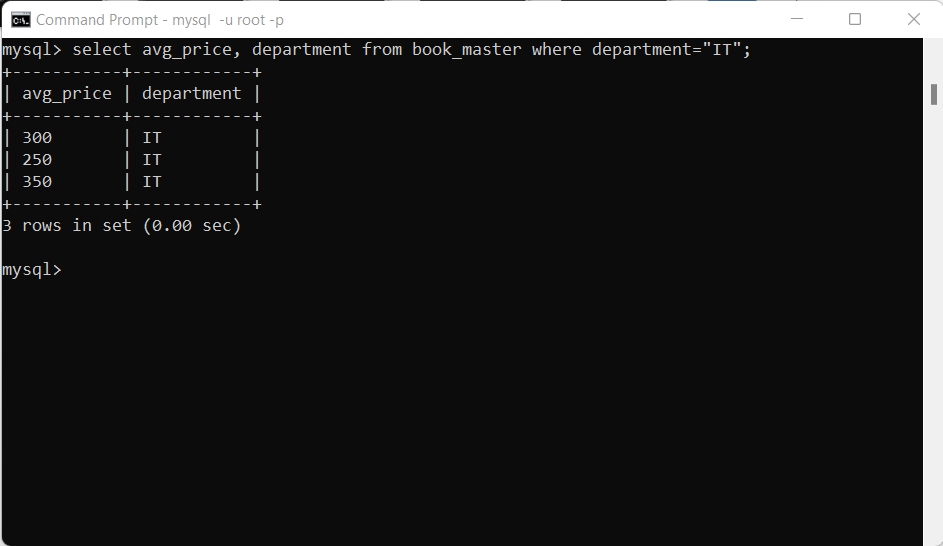 Command Prompt - mysql  -u root -p
mysql> select avg_price, department from book_master where department="IT";
+-----------+------------+
| avg_price | department |
+-----------+------------+
| 300       | IT         |
| 250       | IT         |
| 350       | IT         |
+-----------+------------+
3 rows in set (0.00 sec)
mysql>